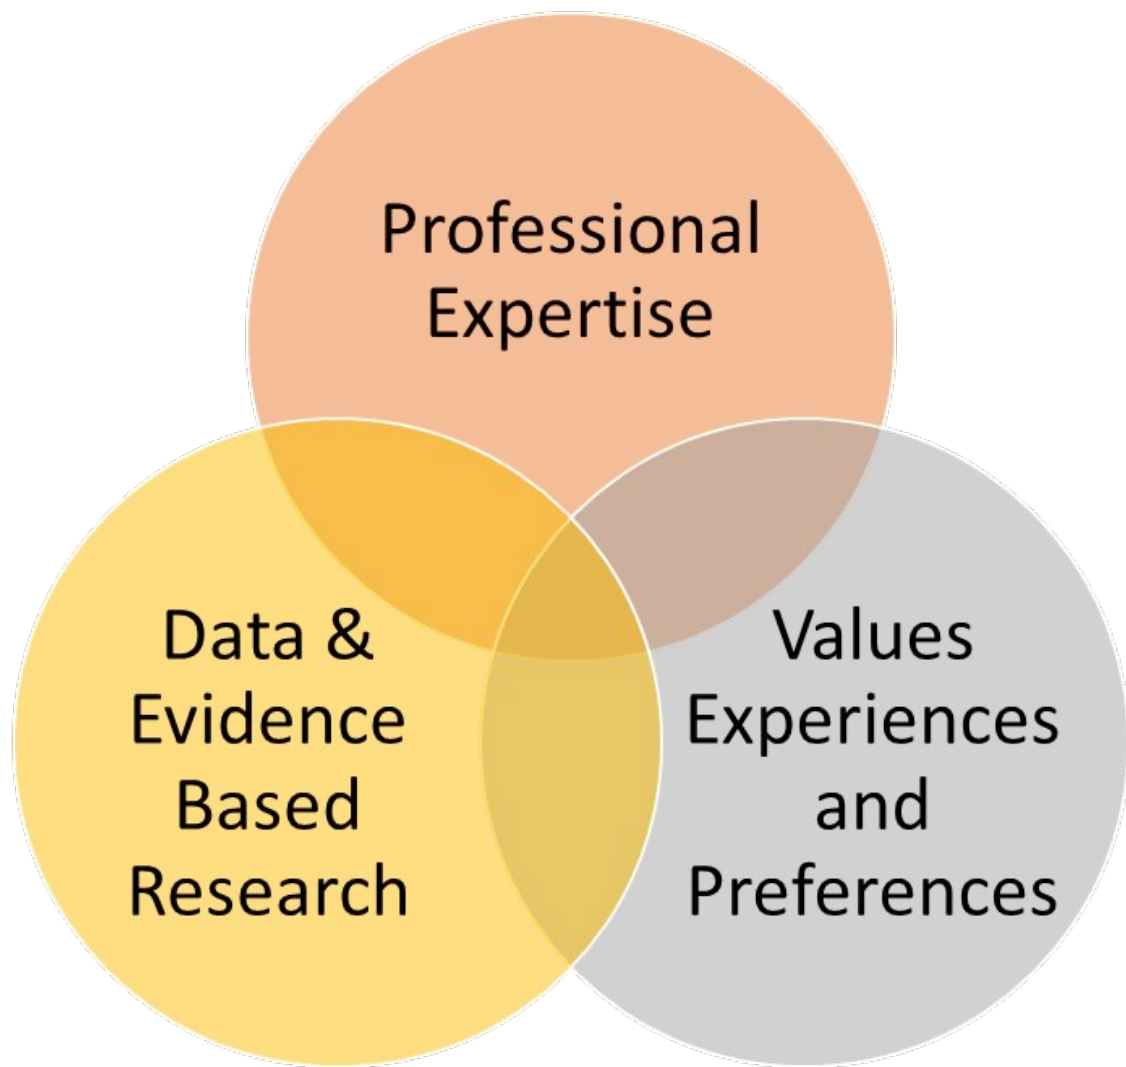 Professional
Expertise
Data &
Evidence
Based
Research
Values
Experiences
and
Preferences